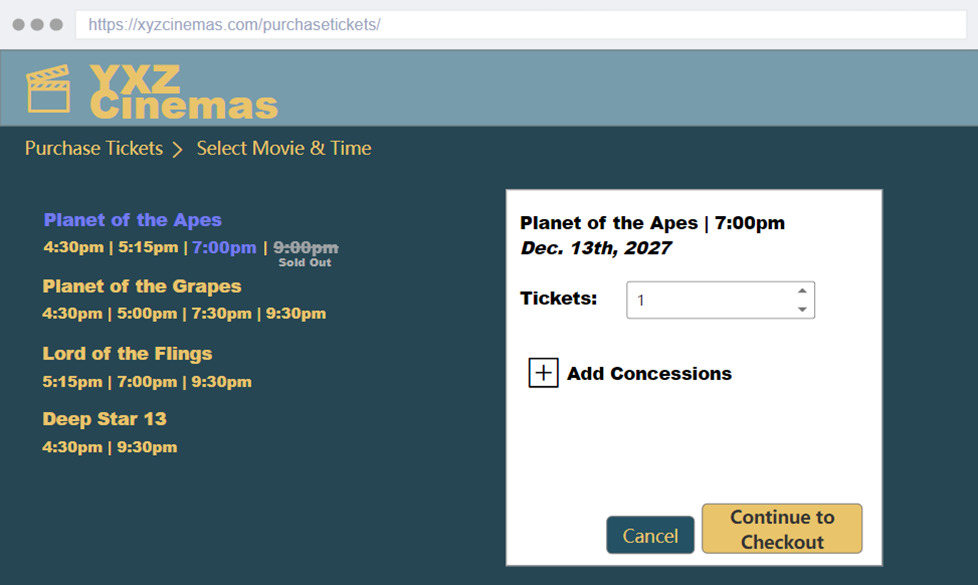 https://xyzcinemas.com/purchasetickets/
YXZ
Cinemas
Purchase Tickets > Select Movie & Time
Planet of the Apes
4:30pm | 5:15pm | 7:00pm | 9:00pm
Sold Out
Planet of the Grapes
4:30pm | 5:00pm | 7:30pm | 9:30pm
Lord of the Flings
5:15pm | 7:00pm | 9:30pm
Deep Star 13
4:30pm | 9:30pm
Planet of the Apes | 7:00pm
Dec. 13th, 2027
Tickets: 1
Add Concessions
Cancel
Continue to
Checkout